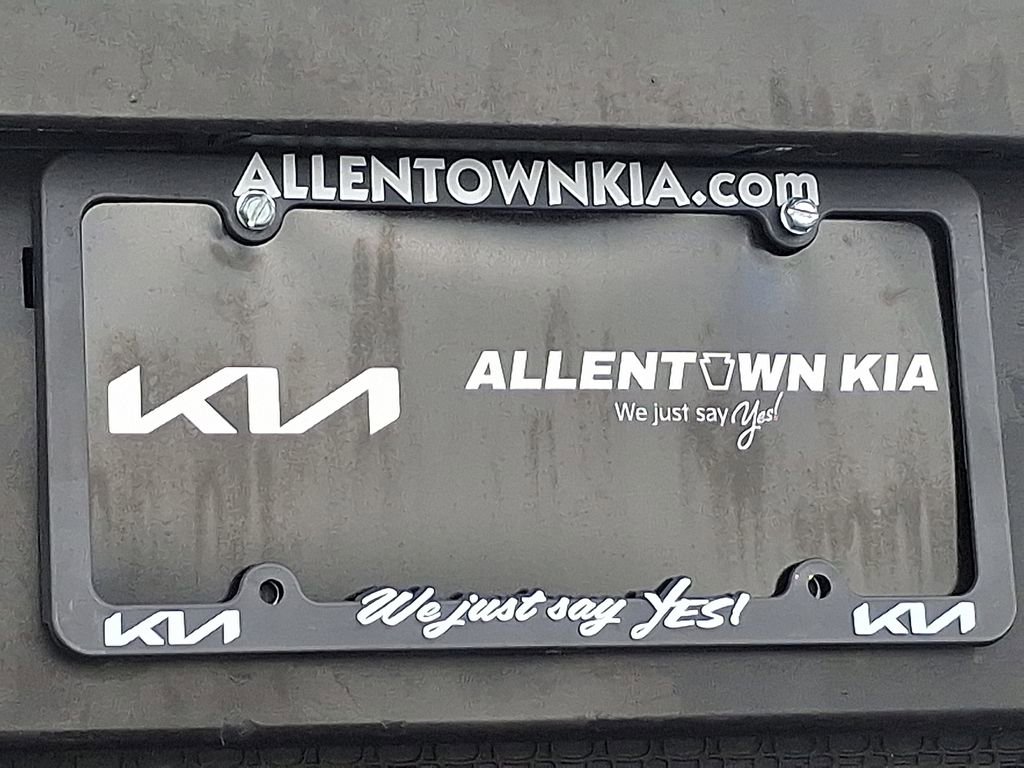 ALLENTOWNKIA.com
KIA
ALLENTOWN KIA
We just say Yes!
KIA
We just say YES!
KIA